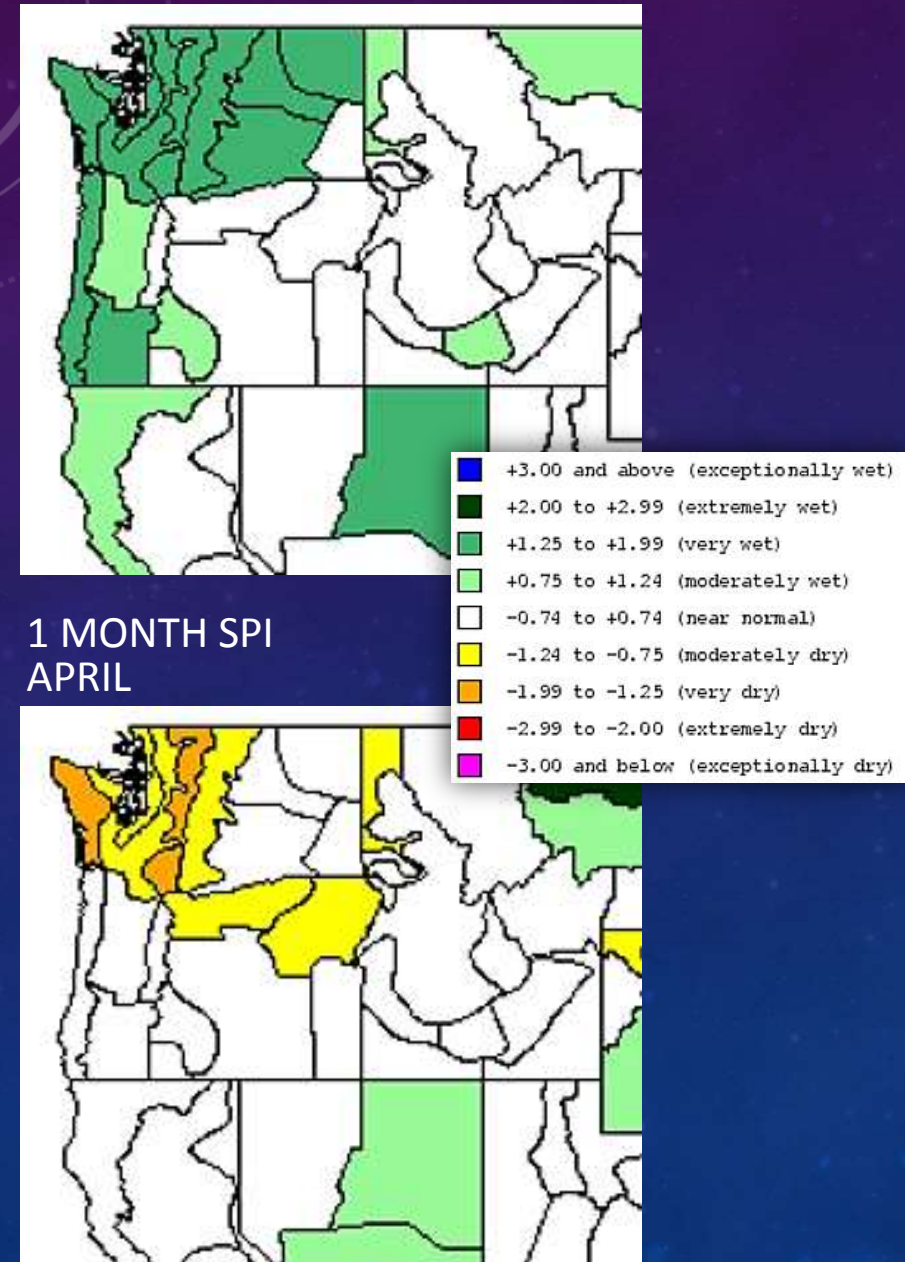 +3.00 and above (exceptionally wet)
+2.00 to +2.99 (extremely wet)
+1.25 to +1.99 (very wet)
+0.75 to +1.24 (moderately wet)
-0.74 to +0.74 (near normal)
-1.24 to -0.75 (moderately dry)
-1.99 to -1.25 (very dry)
-2.99 to -2.00 (extremely dry)
-3.00 and below (exceptionally dry)
1 MONTH SPI
APRIL